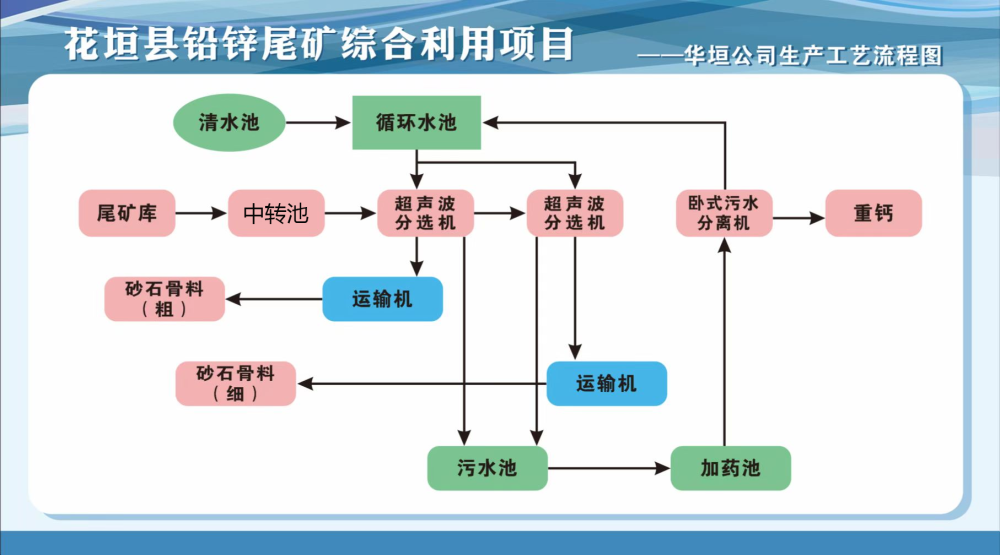 花垣县铅锌尾矿综合利用项目
——华垣公司生产工艺流程图
清水池
循环水池
尾矿库
中转池
超声波
分选机
超声波
分选机
卧式污水
分离机
重钙
砂石骨料
（粗）
运输机
砂石骨料
（细）
运输机
污水池
加药池